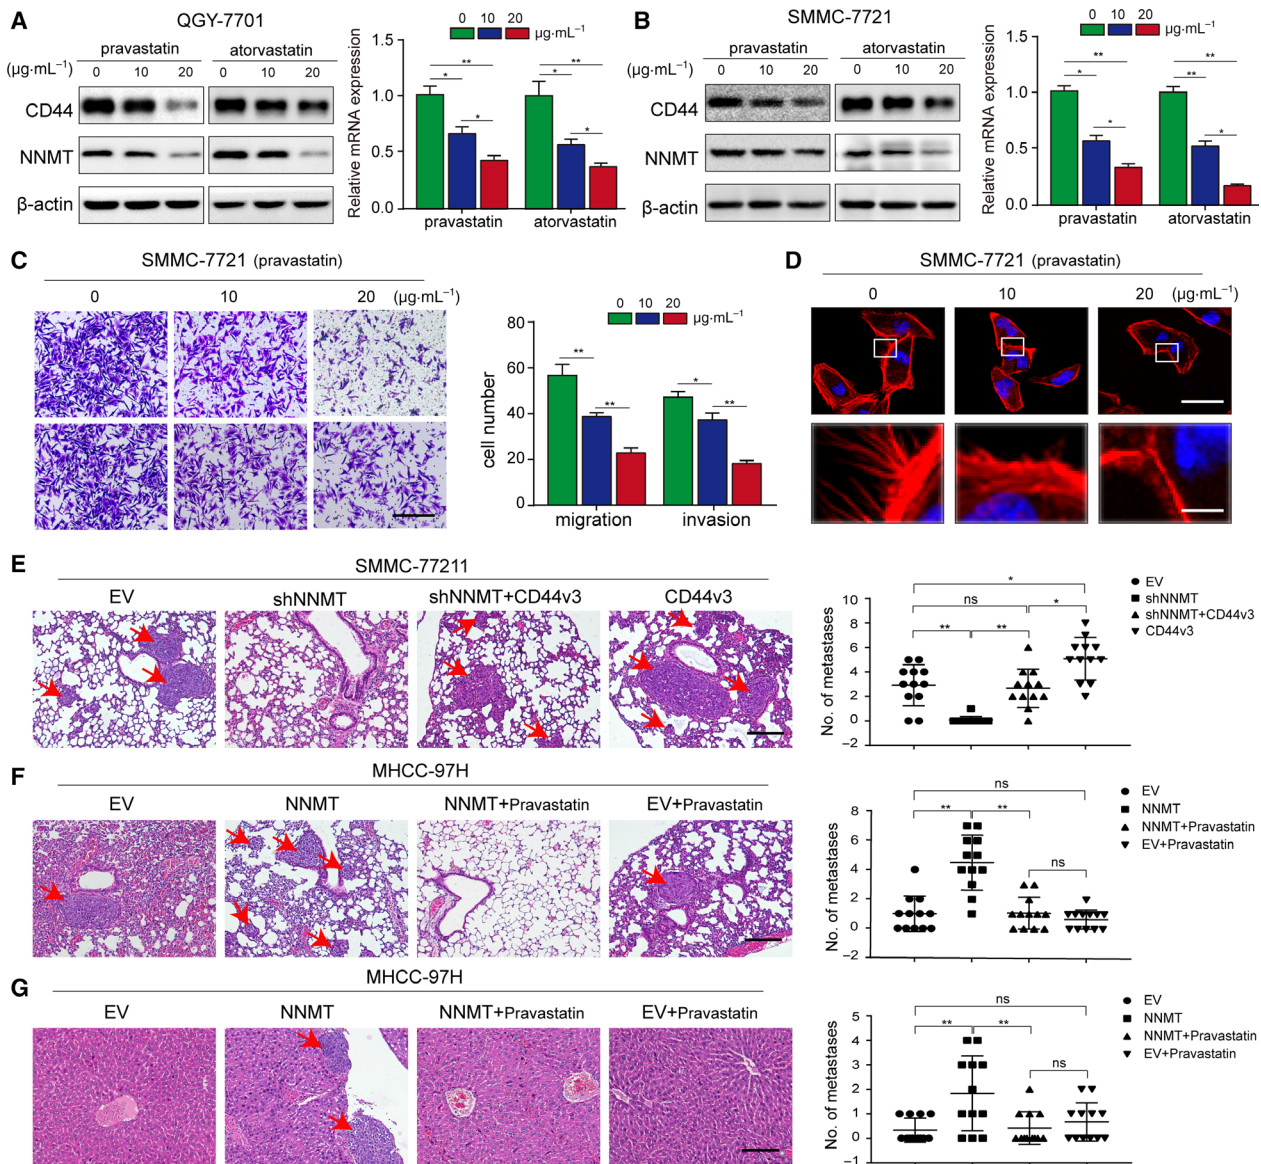 A
QGY-7701
pravastatin atorvastatin
(μg·mL−1) 0 10 20 0 10 20
CD44
NNMT
β-actin
0 10 20
μg·mL−1
Relative mRNA expression
1.5
1.0
0.5
0.0
* ** * * ** *
pravastatin atorvastatin
B
SMMC-7721
pravastatin atorvastatin
(μg·mL−1) 0 10 20 0 10 20
CD44
NNMT
β-actin
0 10 20
μg·mL−1
Relative mRNA expression
1.5
1.0
0.5
0.0
* ** * ** ** *
pravastatin atorvastatin
C
SMMC-7721 (pravastatin)
0 10 20 (μg·mL−1)
0 10 20
μg·mL−1
cell number
80
60
40
20
0
** ** * **
migration invasion
D
SMMC-7721 (pravastatin)
0 10 20 (μg·mL−1)
E
SMMC-77211
EV shNNMT shNNMT+CD44v3 CD44v3
No. of metastases
10
8
6
4
2
0
−2
*
ns *
** **
EV
shNNMT
shNNMT+CD44v3
CD44v3
F
MHCC-97H
EV NNMT NNMT+Pravastatin EV+Pravastatin
No. of metastases
8
6
4
2
0
−2
ns
** **
ns
EV
NNMT
NNMT+Pravastatin
EV+Pravastatin
G
MHCC-97H
EV NNMT NNMT+Pravastatin EV+Pravastatin
No. of metastases
5
4
3
2
1
0
−1
ns
** **
ns
EV
NNMT
NNMT+Pravastatin
EV+Pravastatin